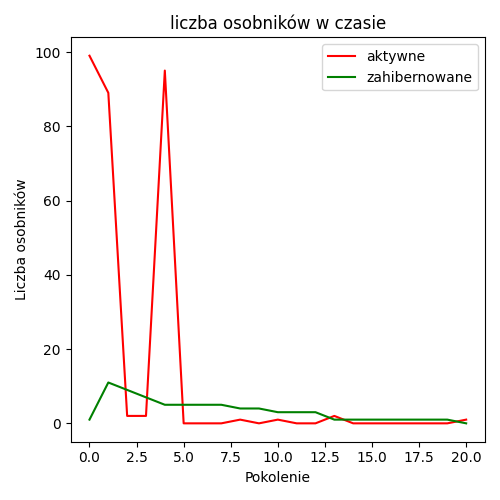 liczba osobników w czasie
aktywne
zahibernowane
Liczba osobników
100
80
60
40
20
0
0.0 2.5 5.0 7.5 10.0 12.5 15.0 17.5 20.0
Pokolenie